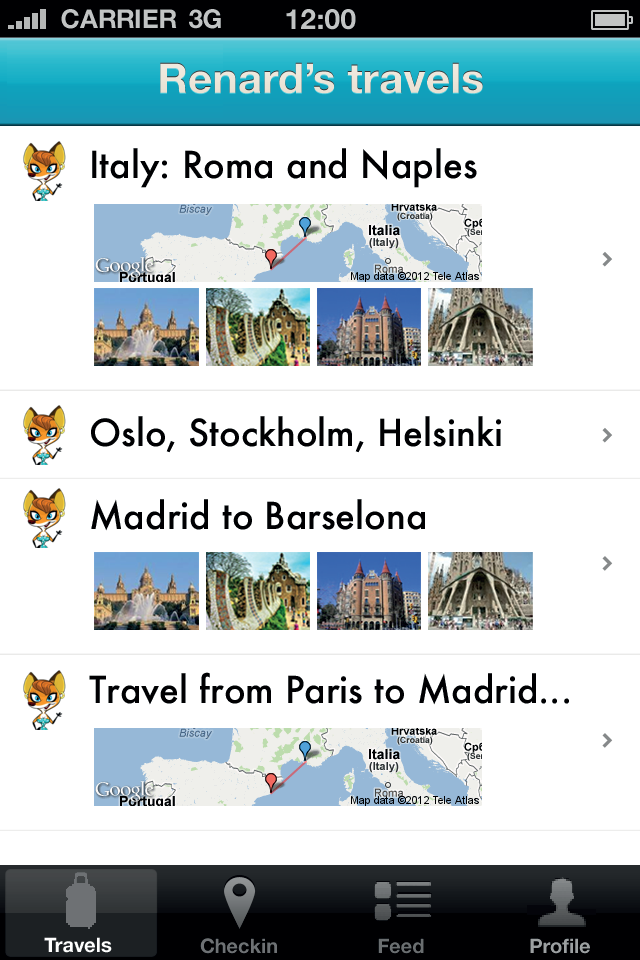 CARRIER 3G 12:00
Renard's travels
Italy: Roma and Naples
Biscay
Hrvatska
(Croatia)
Italia
(Italy)
Срб
(Ser
Roma
Google
Portugal
Map data ©2012 Tele Atlas
Oslo, Stockholm, Helsinki
Madrid to Barselona
Travel from Paris to Madrid...
Biscay
Hrvatska
(Croatia)
Italia
(Italy)
Срб
(Ser
Roma
Google
Portugal
Map data ©2012 Tele Atlas
Travels Checkin Feed Profile